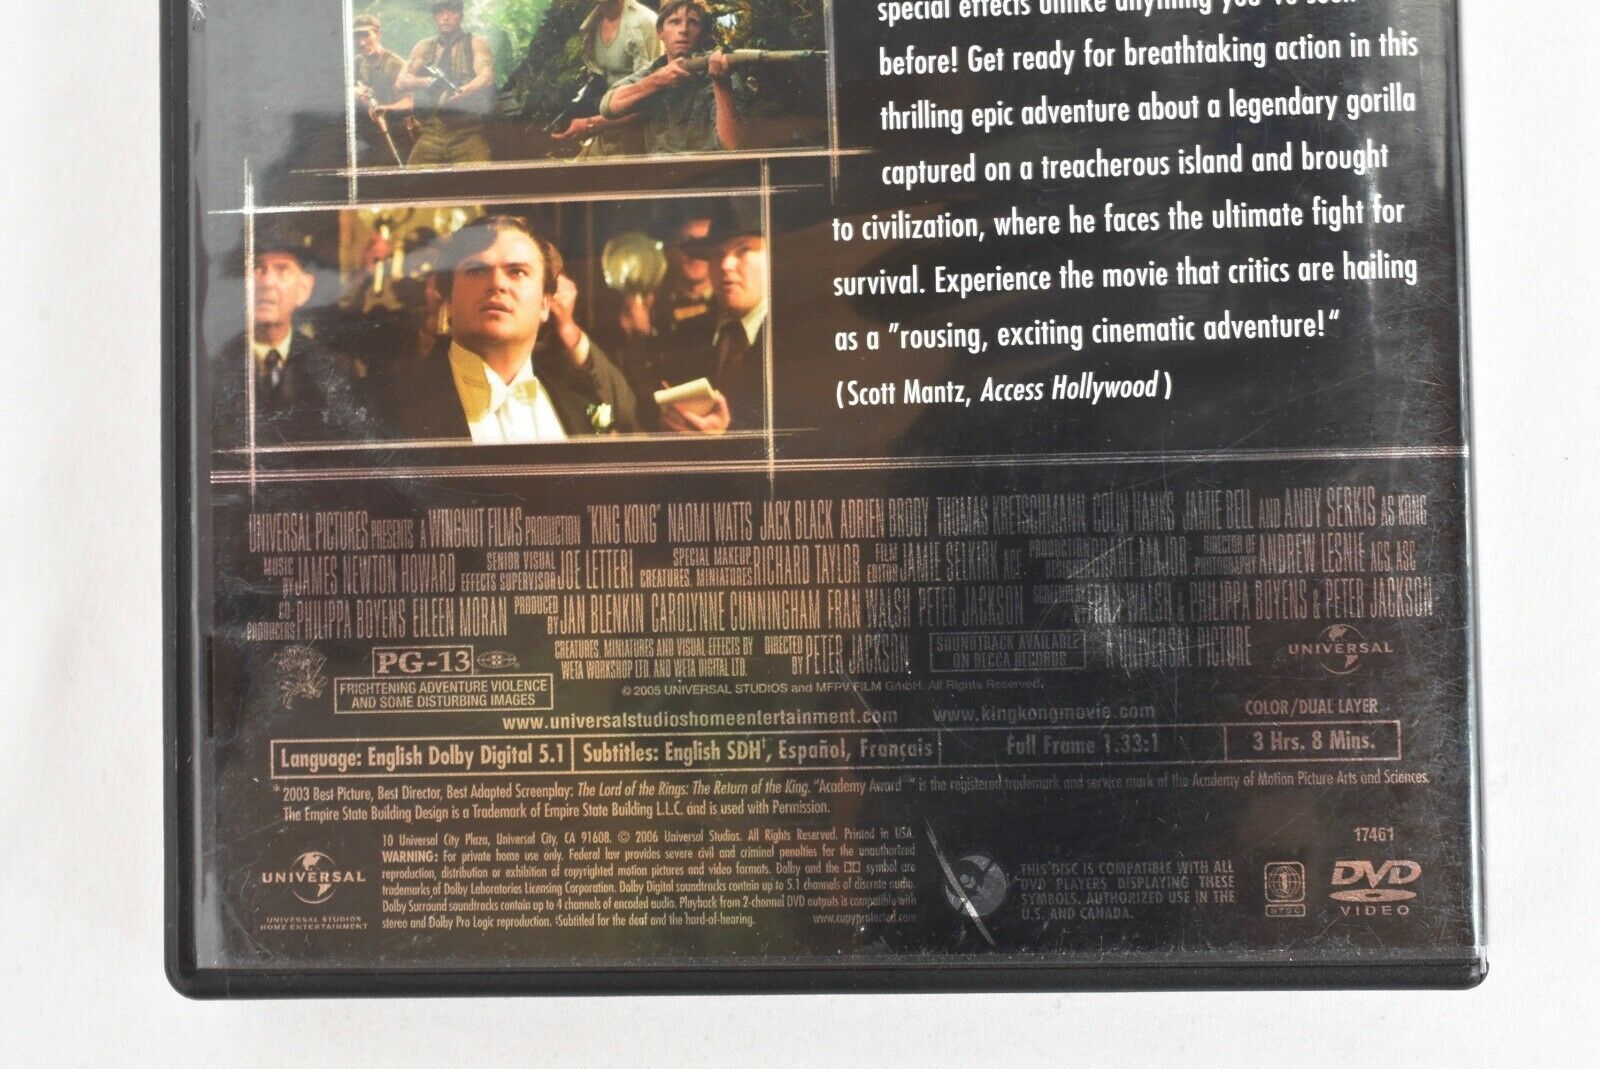 special effects unlike anything you've seen
before! Get ready for breathtaking action in this
thrilling epic adventure about a legendary gorilla
captured on a treacherous island and brought
to civilization, where he faces the ultimate fight for
survival. Experience the movie that critics are hailing
as a "rousing, exciting cinematic adventure!"
(Scott Mantz, Access Hollywood)
UNIVERSAL PICTURES PRESENTS A WINGNUT FILMS PRODUCTION "KING KONG" NAOMI WATTS JACK BLACK ADRIEN BRODY THOMAS KRETSCHMANN COLIN HANKS JAMIE BELL AND ANDY SERKIS AS KONG
MUSIC BY JAMES NEWTON HOWARD SENIOR VISUAL EFFECTS SUPERVISOR JOE LETTERI SPECIAL MAKEUP, CREATURES, MINIATURES RICHARD TAYLOR FILM EDITOR JAMIE SELKIRK ACE PRODUCTION GRANT MAJOR DIRECTOR OF PHOTOGRAPHY ANDREW LESNIE ACS, ASC
CO PRODUCERS PHILIPPA BOYENS EILEEN MORAN PRODUCED BY JAN BLENKIN CAROLYNNE CUNNINGHAM FRAN WALSH PETER JACKSON FRAN WALSH & PHILIPPA BOYENS & PETER JACKSON
CREATURES, MINIATURES AND VISUAL EFFECTS BY WETA WORKSHOP LTD. AND WETA DIGITAL LTD. DIRECTED BY PETER JACKSON SOUNDTRACK AVAILABLE ON DECCA RECORDS A UNIVERSAL PICTURE UNIVERSAL
PG-13
FRIGHTENING ADVENTURE VIOLENCE
AND SOME DISTURBING IMAGES
© 2005 UNIVERSAL STUDIOS and MFPV FILM GmbH. All Rights Reserved.
www.universalstudioshomeentertainment.com www.kingkongmovie.com COLOR/DUAL LAYER
Language: English Dolby Digital 5.1 Subtitles: English SDH†, Español, Français Full Frame 1.33:1 3 Hrs. 8 Mins.
* 2003 Best Picture, Best Director, Best Adapted Screenplay: The Lord of the Rings: The Return of the King. "Academy Award" is the registered trademark and service mark of the Academy of Motion Picture Arts and Sciences.
The Empire State Building Design is a Trademark of Empire State Building L.L.C. and is used with Permission.
17461
10 Universal City Plaza, Universal City, CA 91608. © 2006 Universal Studios. All Rights Reserved. Printed in USA.
WARNING: For private home use only. Federal law provides severe civil and criminal penalties for the unauthorized
reproduction, distribution or exhibition of copyrighted motion pictures and video formats. Dolby and the symbol are
trademarks of Dolby Laboratories Licensing Corporation. Dolby Digital soundtracks contain up to 5.1 channels of discrete audio.
Dolby Surround soundtracks contain up to 4 channels of encoded audio. Playback from 2-channel DVD outputs is compatible with
stereo and Dolby Pro Logic reproduction. †Subtitled for the deaf and the hard-of-hearing. www.copyprotected.com
UNIVERSAL
UNIVERSAL STUDIOS
HOME ENTERTAINMENT
1
THIS DISC IS COMPATIBLE WITH ALL
DVD PLAYERS DISPLAYING THESE
SYMBOLS. AUTHORIZED USE IN THE
U.S. AND CANADA.
1
NTSC
DVD
VIDEO